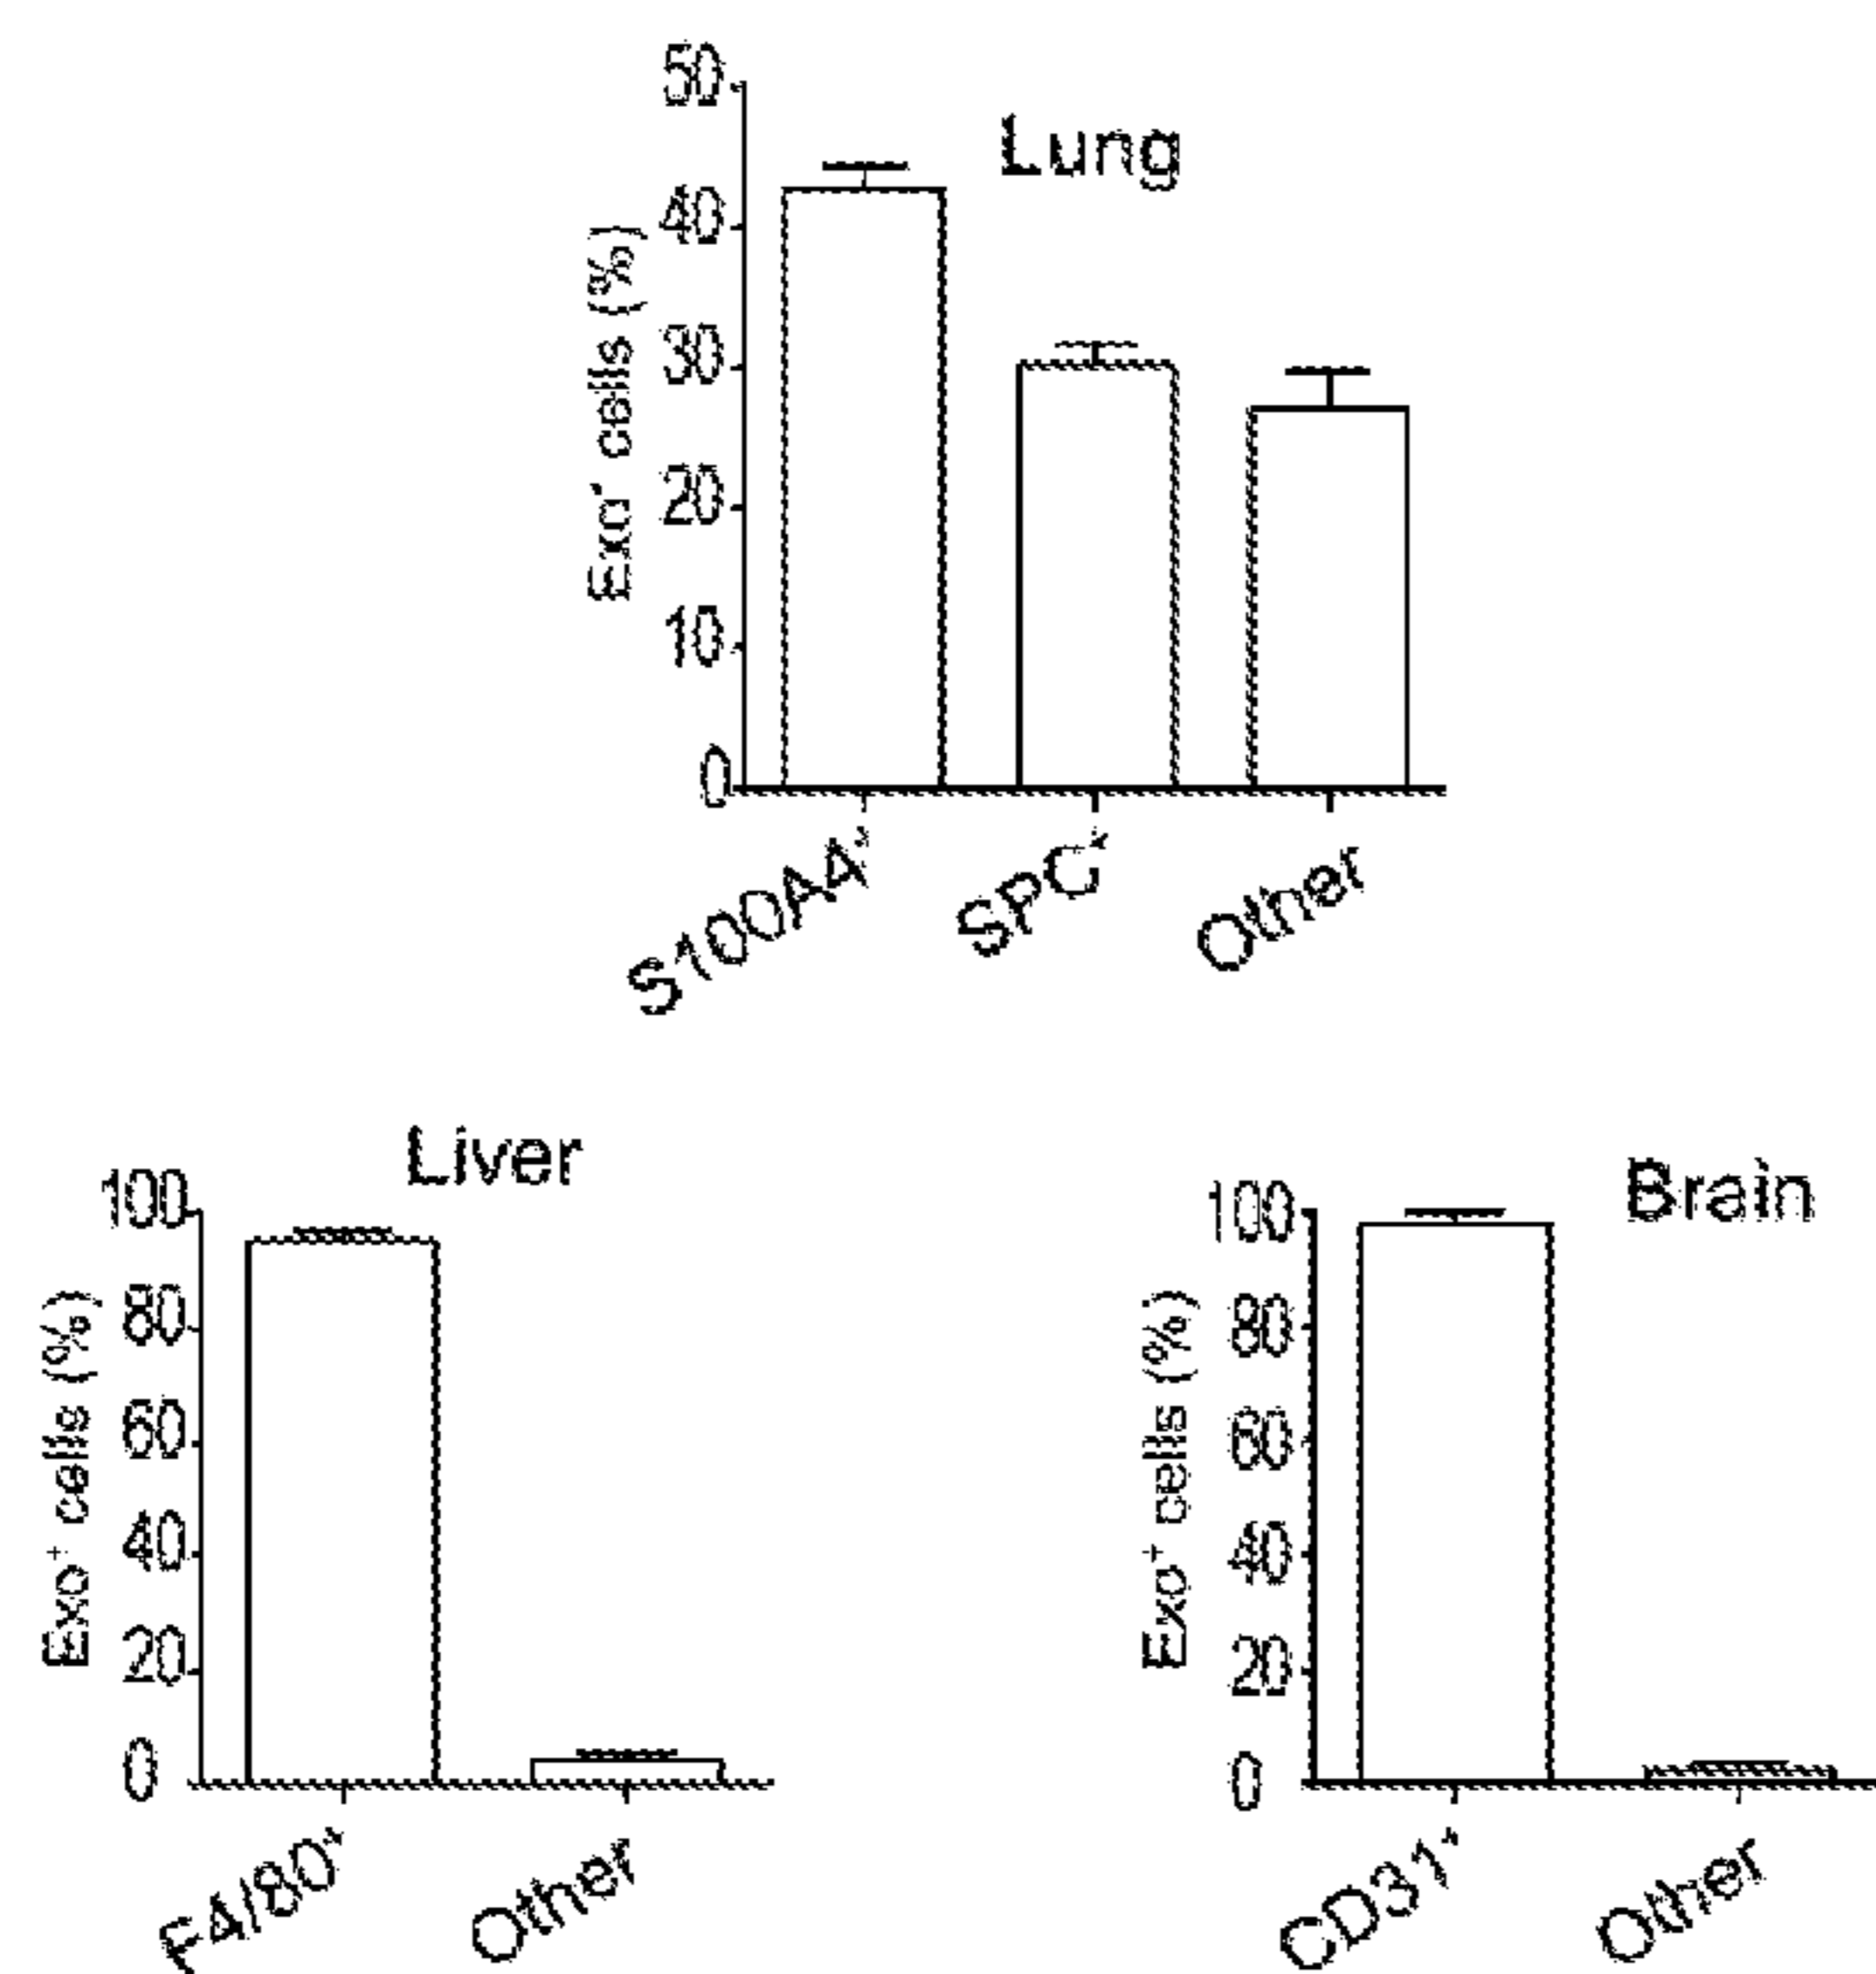 Lung
Exo⁺ cells (%)
50
40
30
20
10
0
S100A4⁺
SPC⁺
Other
Liver
Exo⁺ cells (%)
100
80
60
40
20
0
F4/80⁺
Other
Brain
Exo⁺ cells (%)
100
80
60
40
20
0
CD31⁺
Other